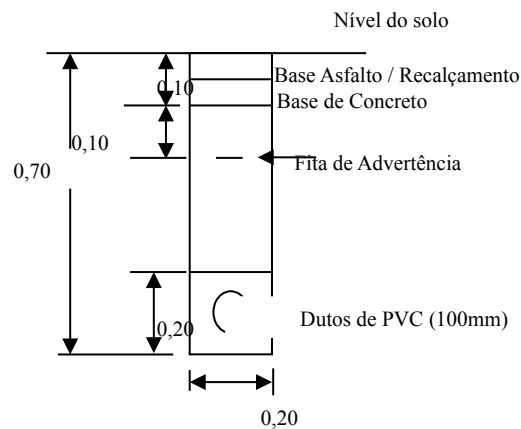 Nível do solo
Base Asfalto / Recalçamento
0,10
Base de Concreto
0,10
0,70
Fita de Advertência
Dutos de PVC (100mm)
0,20
0,20